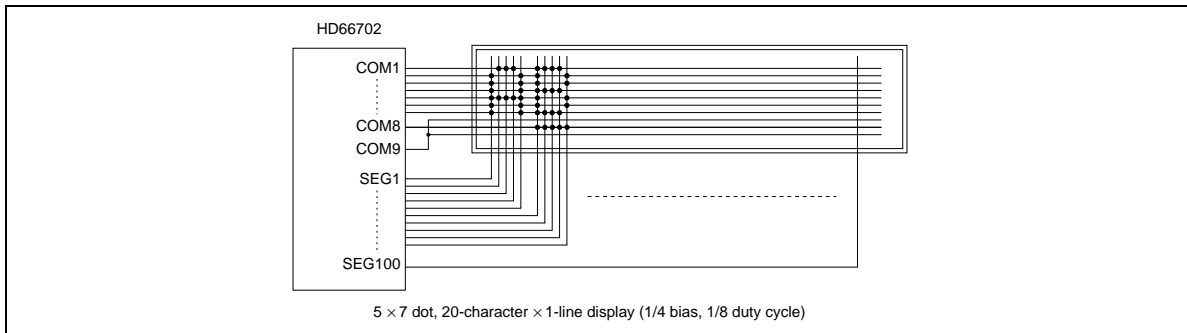 HD66702
COM1
COM8
COM9
SEG1
SEG100
5 × 7 dot, 20-character × 1-line display (1/4 bias, 1/8 duty cycle)